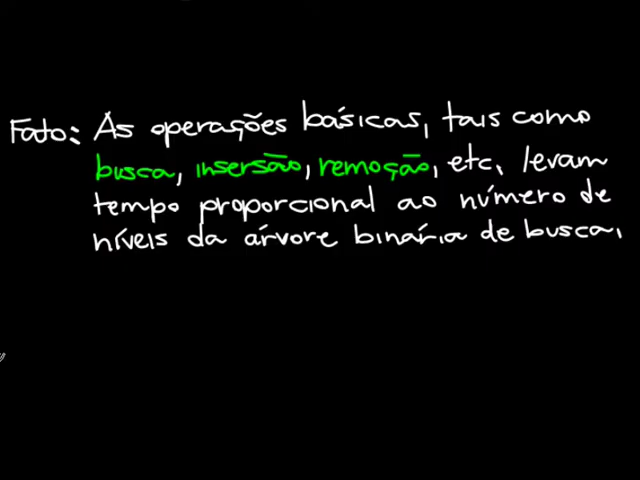 Fato: As operações básicas, tais como
busca, insersão, remoção, etc, levam
tempo proporcional ao número de
níveis da árvore binária de busca,